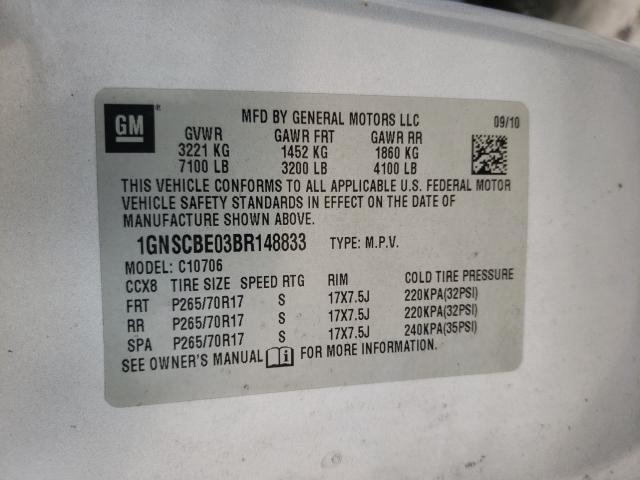 GM
MFD BY GENERAL MOTORS LLC 09/10
GVWR GAWR FRT GAWR RR
3221 KG 1452 KG 1860 KG
7100 LB 3200 LB 4100 LB
THIS VEHICLE CONFORMS TO ALL APPLICABLE U.S. FEDERAL MOTOR
VEHICLE SAFETY STANDARDS IN EFFECT ON THE DATE OF
MANUFACTURE SHOWN ABOVE.
1GNSCBE03BR148833 TYPE: M.P.V.
MODEL: C10706
CCX8 TIRE SIZE SPEED RTG RIM COLD TIRE PRESSURE
FRT P265/70R17 S 17X7.5J 220KPA(32PSI)
RR P265/70R17 S 17X7.5J 220KPA(32PSI)
SPA P265/70R17 S 17X7.5J 240KPA(35PSI)
SEE OWNER'S MANUAL FOR MORE INFORMATION.